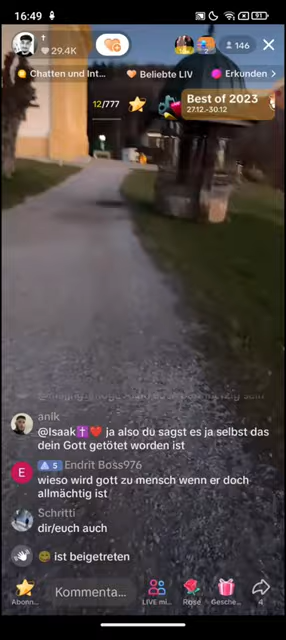 16:49
91
†
29.4K
146
Chatten und Int...
Beliebte LIV
Erkunden >
12/777
Best of 2023
27.12.-30.12
anik
@Isaak✝️❤️ ja also du sagst es ja selbst das
dein Gott getötet worden ist
E
5 Endrit Boss976
wieso wird gott zu mensch wenn er doch
allmächtig ist
Schritti
dir/euch auch
😊 ist beigetreten
Kommenta...
Abonn...
LIVE mi...
Rose
Gesche...
4